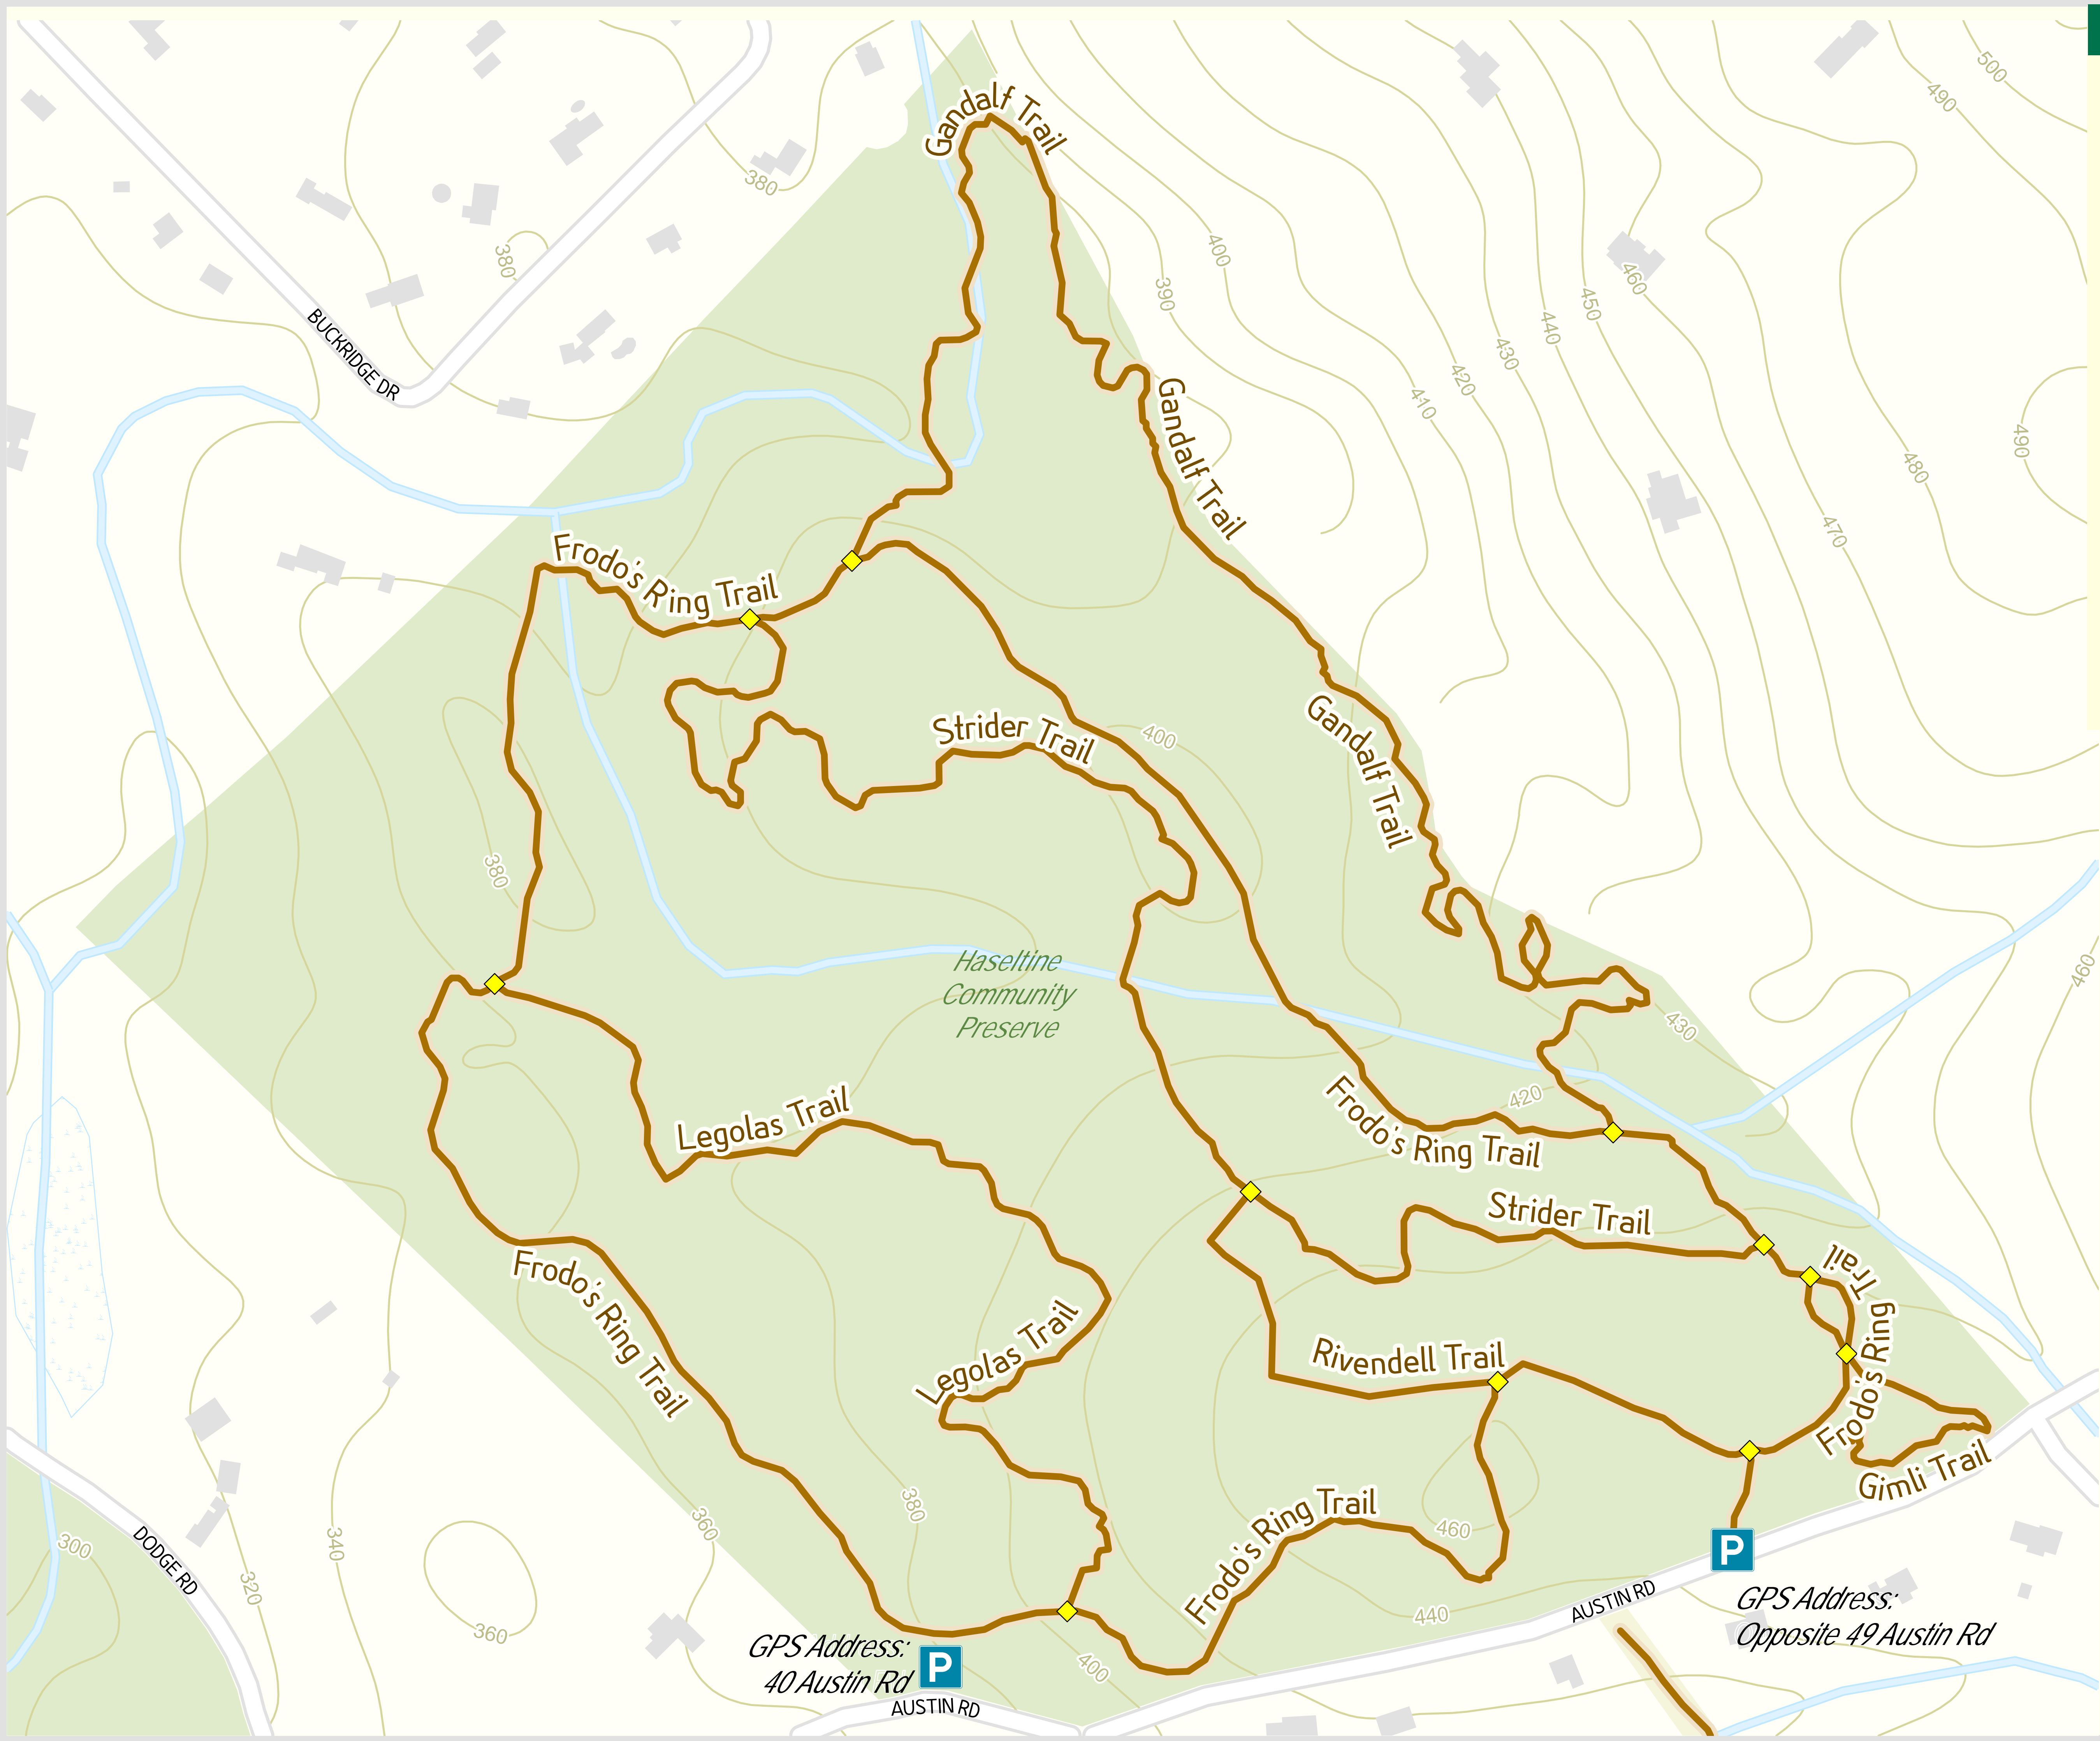 Gandalf Trail
500
490
380
380
400
390
460
450
440
430
420
410
BUCKRIDGE DR
Gandalf Trail
490
480
470
Frodo's Ring Trail
Strider Trail
400
Gandalf Trail
380
Haseltine
Community
Preserve
460
430
420
Legolas Trail
Frodo's Ring Trail
Strider Trail
Frodo's Ring Trail
Frodo's Ring Trail
Legolas Trail
Rivendell Trail
Gimli Trail
380
360
340
Frodo's Ring Trail
460
300
DODGE RD
320
360
440
AUSTIN RD
P
GPS Address:
Opposite 49 Austin Rd
GPS Address:
40 Austin Rd
P
400
AUSTIN RD